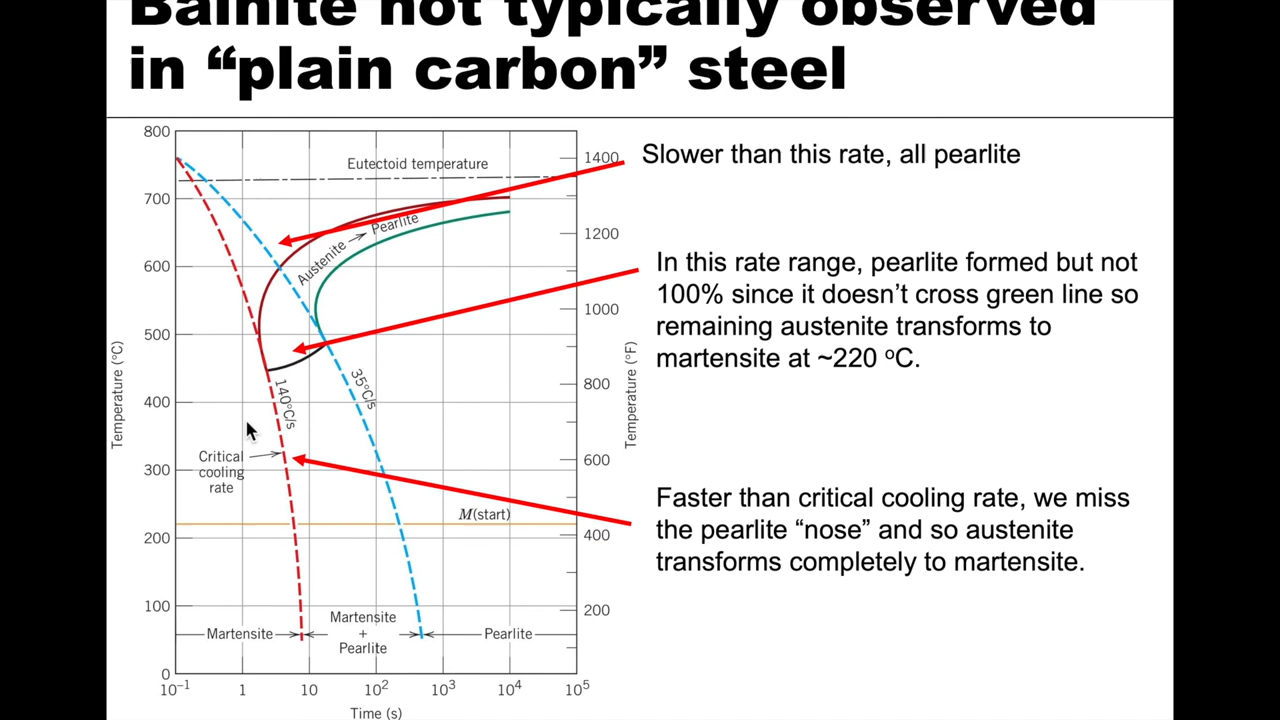 Bainite not typically observed
in “plain carbon” steel
Slower than this rate, all pearlite
In this rate range, pearlite formed but not
100% since it doesn’t cross green line so
remaining austenite transforms to
martensite at ~220 ºC.
Faster than critical cooling rate, we miss
the pearlite “nose” and so austenite
transforms completely to martensite.
800
700
600
500
400
300
200
100
0
Temperature (°C)
Eutectoid temperature
Austenite → Pearlite
140°C/s
35°C/s
Critical
cooling
rate
M(start)
Martensite
Martensite
+
Pearlite
Pearlite
1400
1200
1000
800
600
400
200
Temperature (°F)
10⁻¹
1
10
10²
10³
10⁴
10⁵
Time (s)